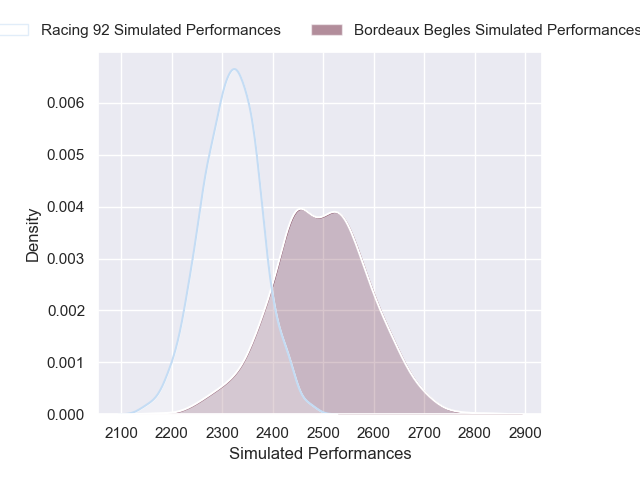 Racing 92 Simulated Performances
Bordeaux Begles Simulated Performances
0.006
0.005
0.004
0.003
0.002
0.001
0.000
Density
2100 2200 2300 2400 2500 2600 2700 2800 2900
Simulated Performances